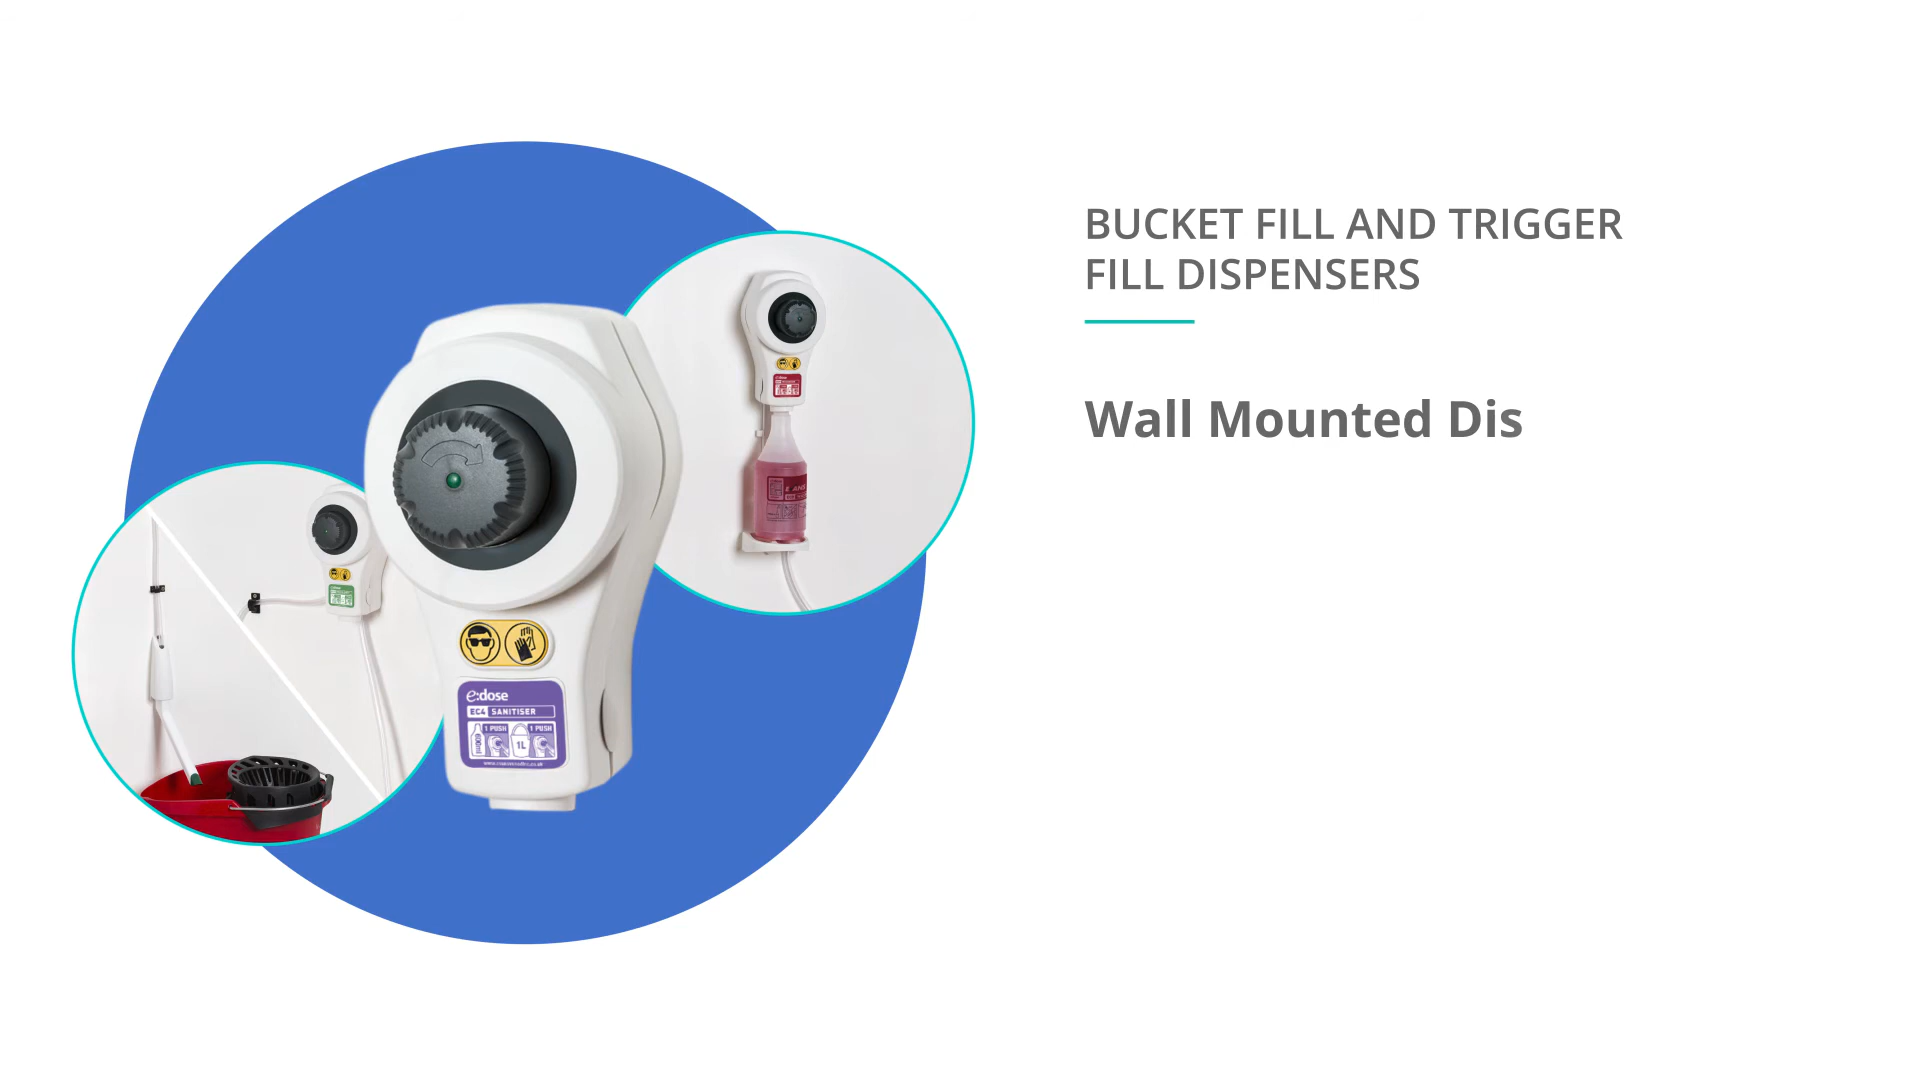 BUCKET FILL AND TRIGGER
FILL DISPENSERS
Wall Mounted Dis
e:dose
EC4 SANITISER
1 PUSH 1 PUSH
1L